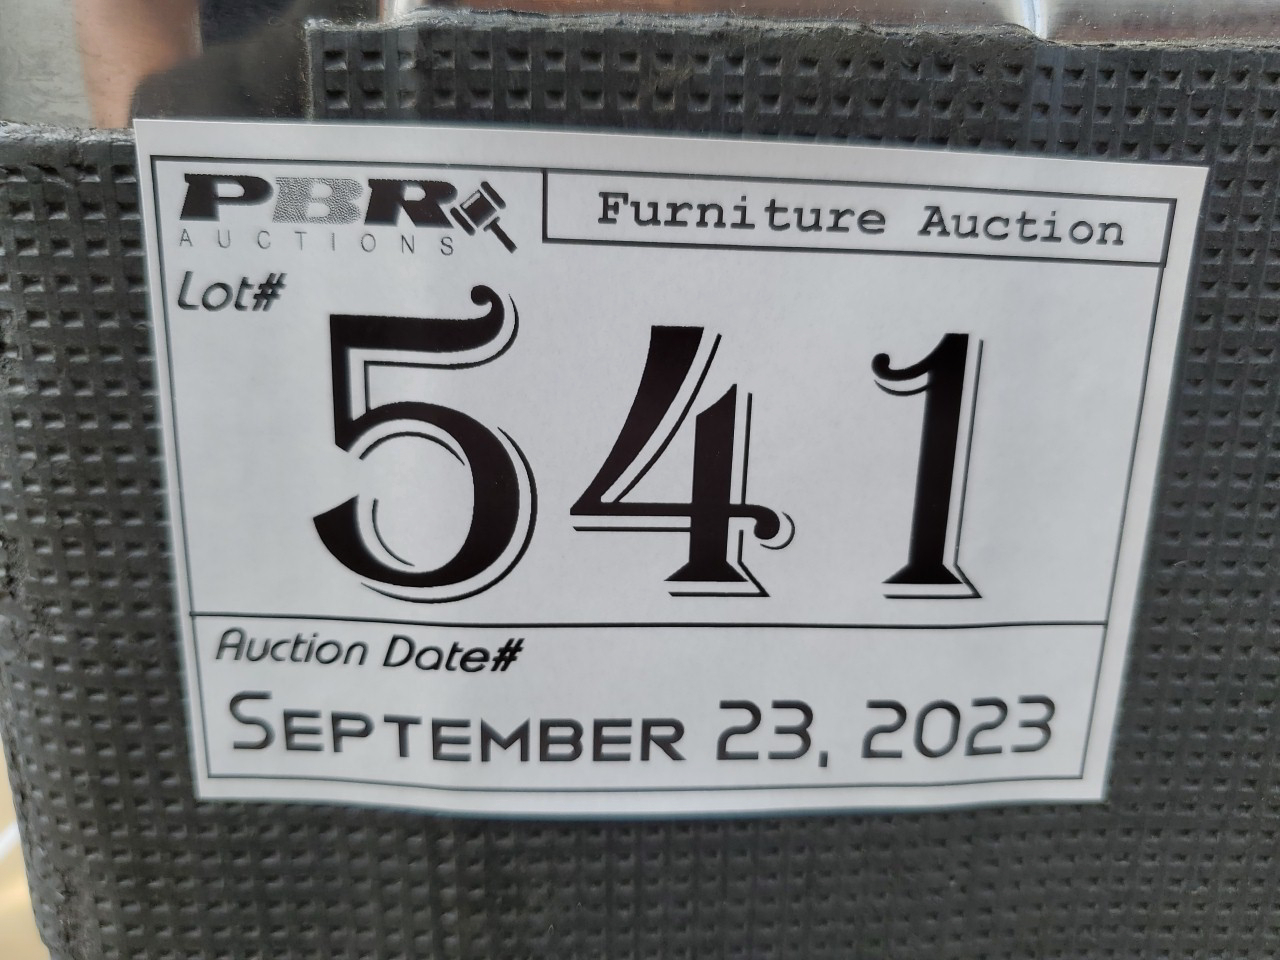 PBR
AUCTIONS
Furniture Auction
Lot#
541
Auction Date#
SEPTEMBER 23, 2023